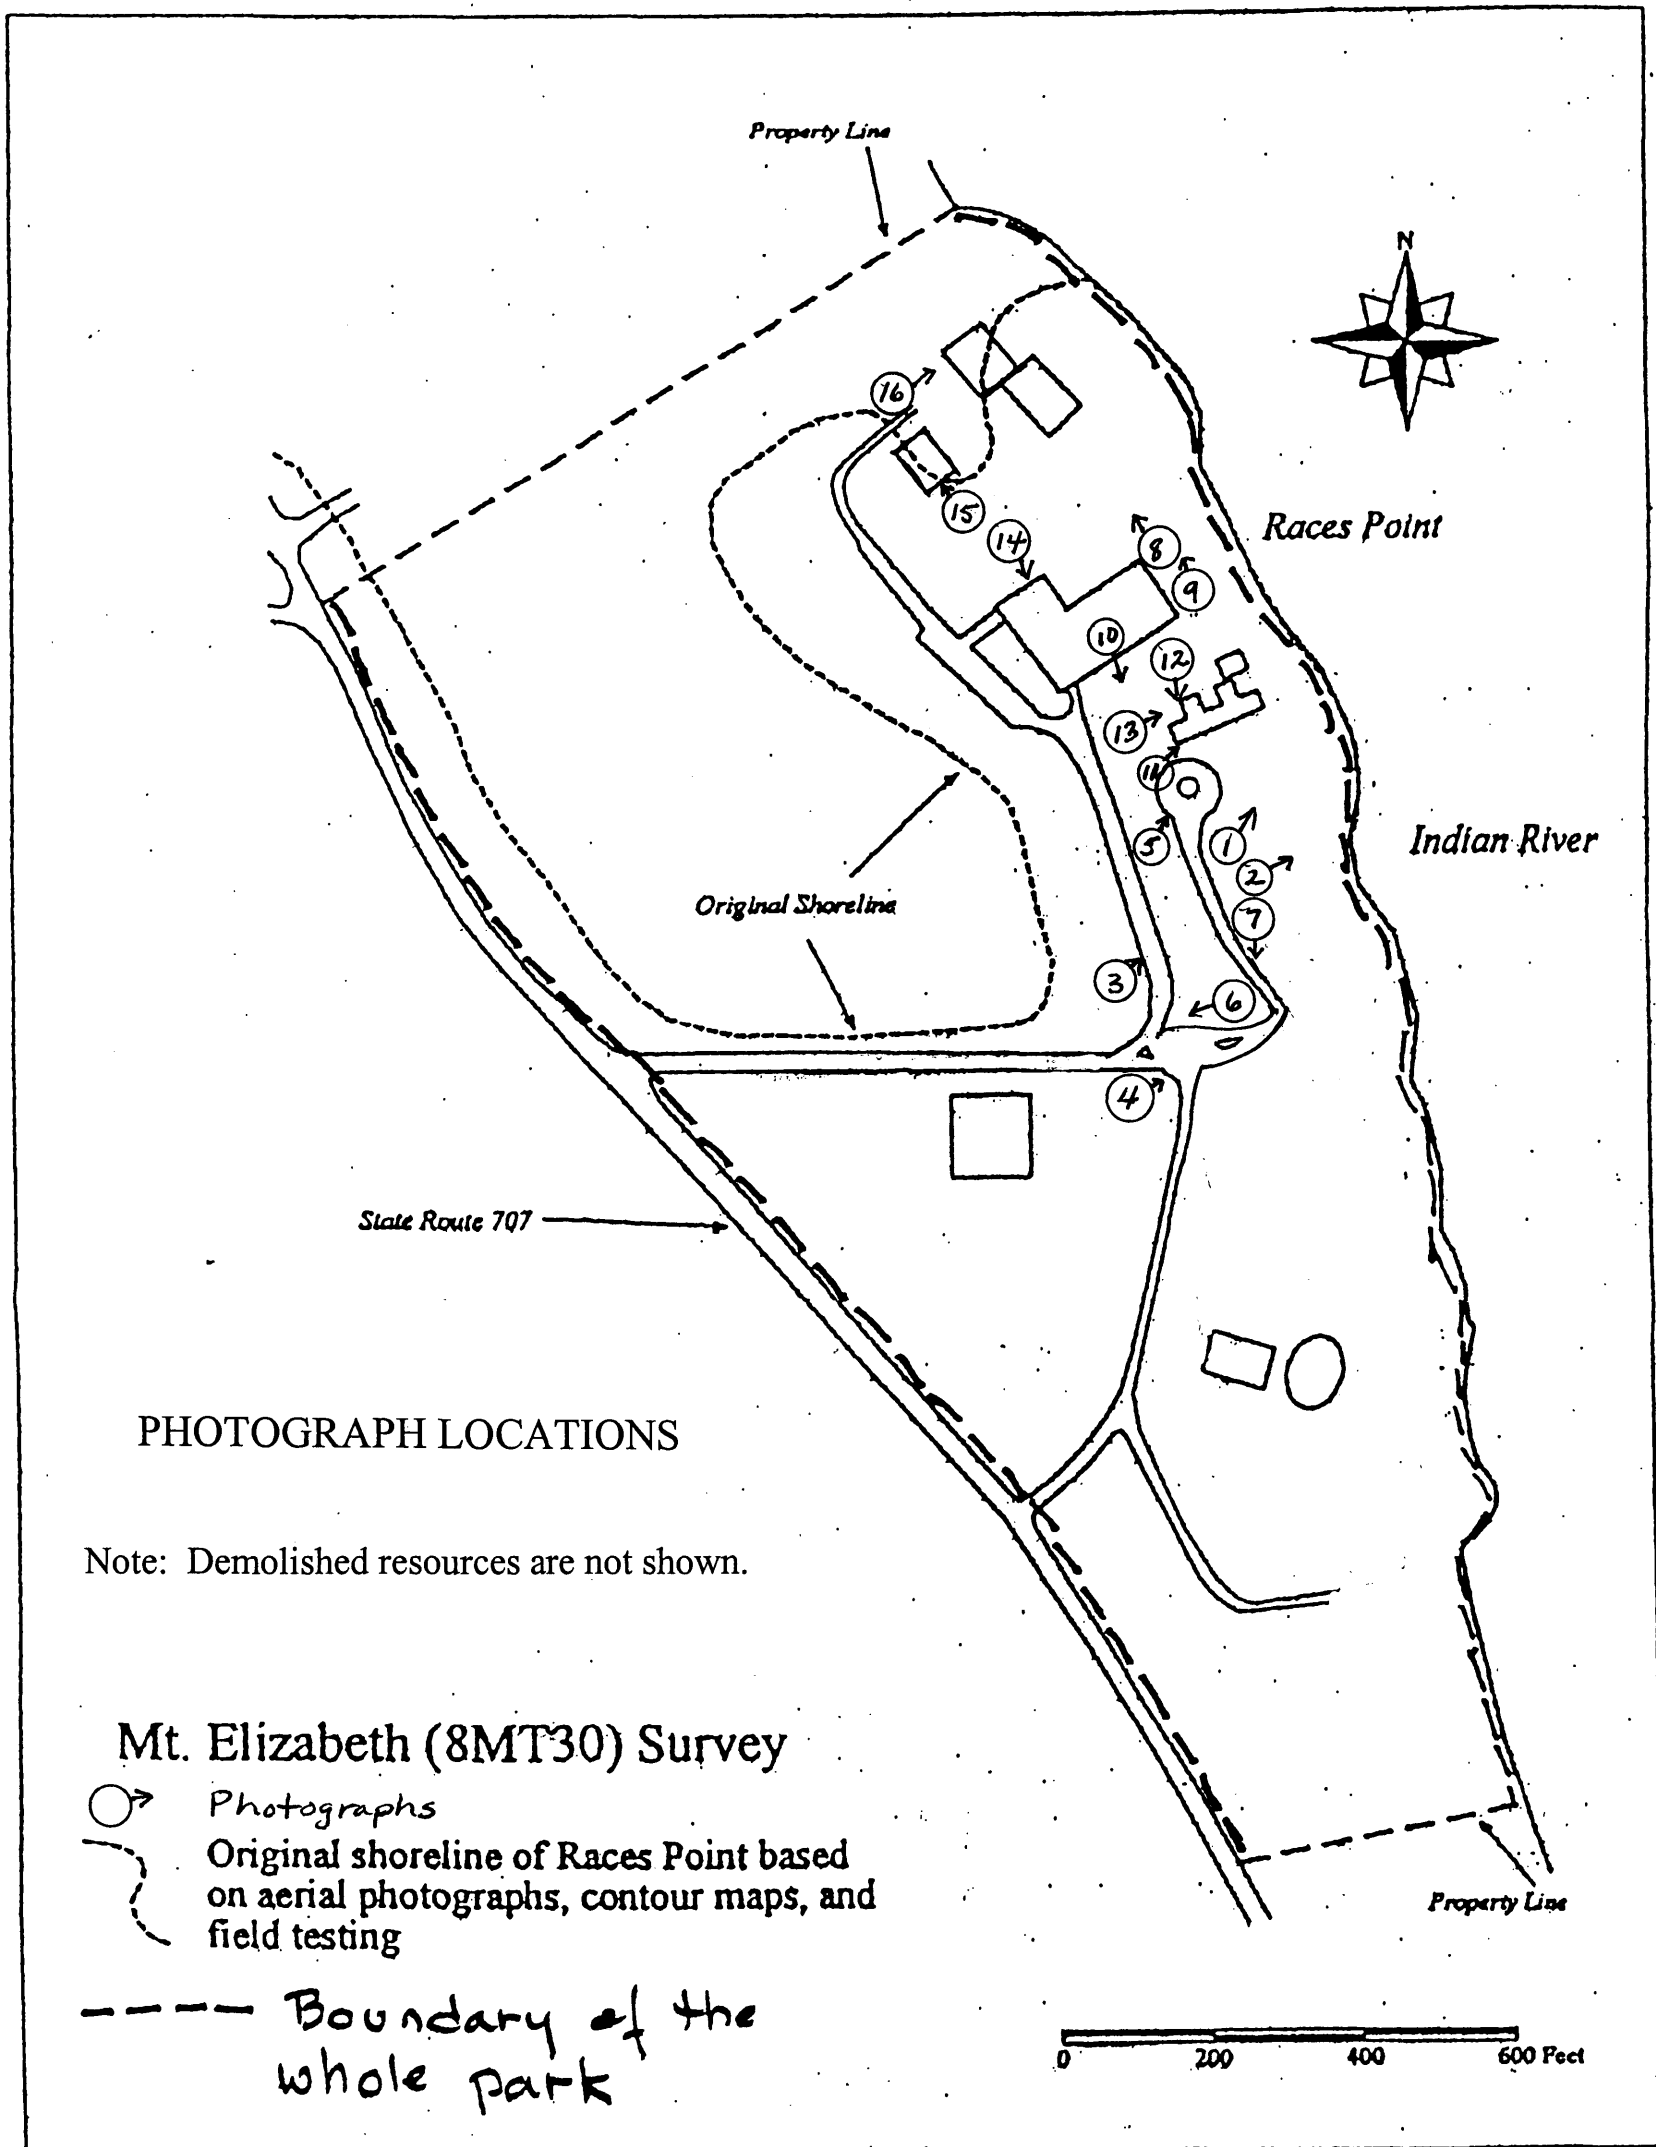 Property Line
N
16
15
14
8
9
Races Point
10
12
13
11
5
1
2
7
Indian River
Original Shoreline
3
6
4
State Route 707
PHOTOGRAPH LOCATIONS
Note: Demolished resources are not shown.
Mt. Elizabeth (8MT30) Survey
Photographs
Original shoreline of Races Point based
on aerial photographs, contour maps, and
field testing
Property Line
Boundary of the
whole park
0 200 400 600 Feet